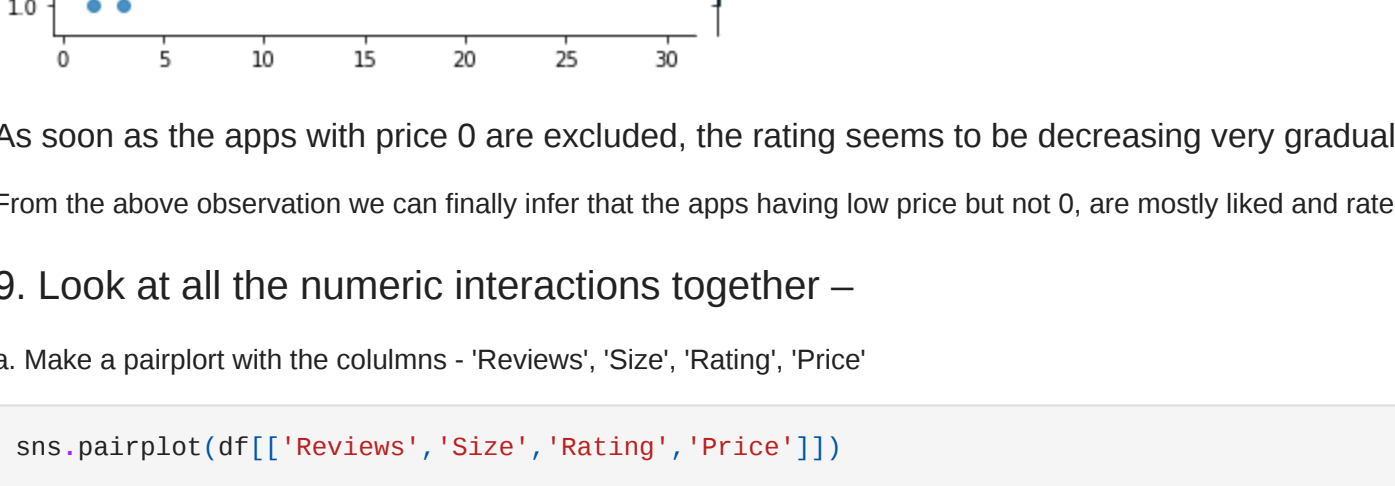 1.0
0 5 10 15 20 25 30
As soon as the apps with price 0 are excluded, the rating seems to be decreasing very gradual
From the above observation we can finally infer that the apps having low price but not 0, are mostly liked and rate
9. Look at all the numeric interactions together –
a. Make a pairplort with the colulmns - 'Reviews', 'Size', 'Rating', 'Price'
sns.pairplot(df[['Reviews','Size','Rating','Price']])